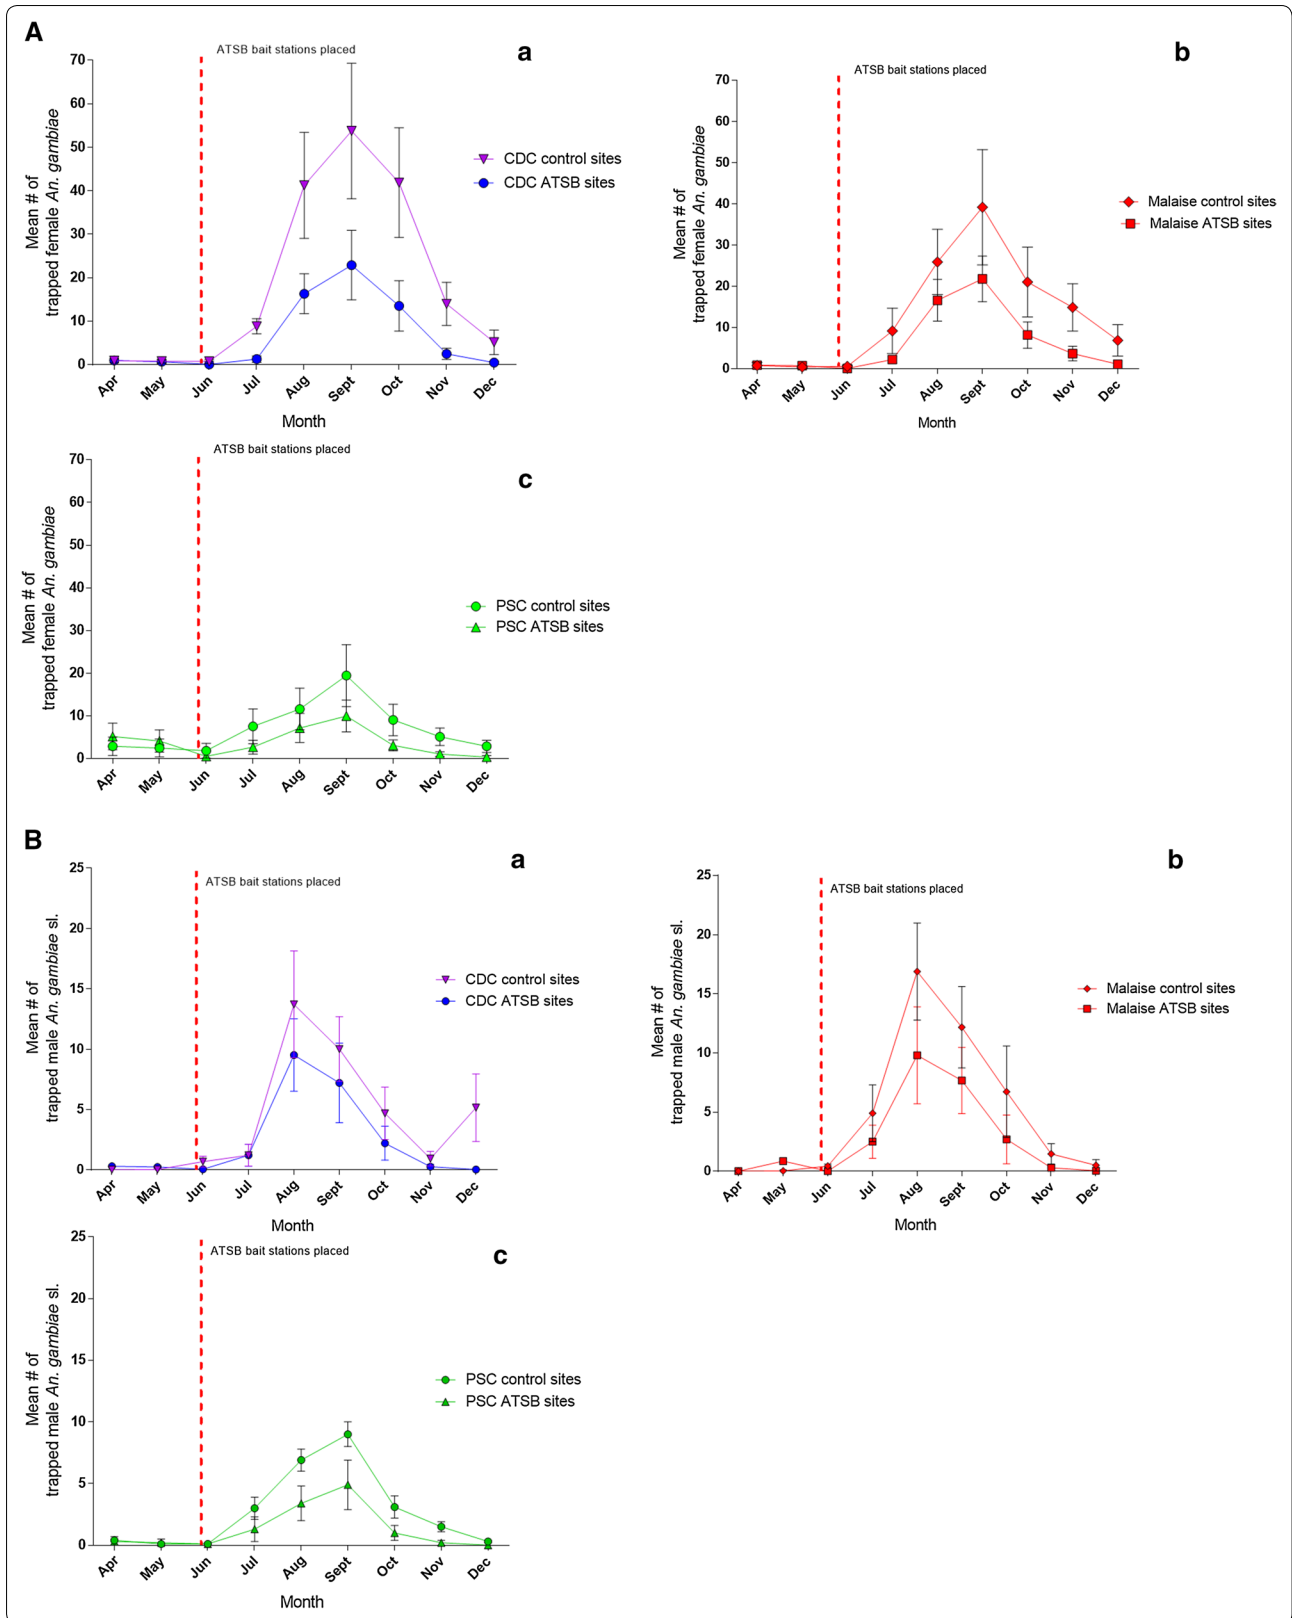 A
a
ATSB bait stations placed
Mean # of
trapped female An. gambiae
70
60
50
40
30
20
10
0
Apr
May
Jun
Jul
Aug
Sept
Oct
Nov
Dec
Month
CDC control sites
CDC ATSB sites
b
ATSB bait stations placed
Mean # of
trapped female An. gambiae
70
60
50
40
30
20
10
0
Apr
May
Jun
Jul
Aug
Sept
Oct
Nov
Dec
Month
Malaise control sites
Malaise ATSB sites
c
ATSB bait stations placed
Mean # of
trapped female An. gambiae
70
60
50
40
30
20
10
0
Apr
May
Jun
Jul
Aug
Sept
Oct
Nov
Dec
PSC control sites
PSC ATSB sites
B
a
ATSB bait stations placed
Mean # of
trapped male An. gambiae sl.
25
20
15
10
5
0
Apr
May
Jun
Jul
Aug
Sept
Oct
Nov
Dec
Month
CDC control sites
CDC ATSB sites
b
ATSB bait stations placed
Mean # of
trapped male An. gambiae sl.
25
20
15
10
5
0
Apr
May
Jun
Jul
Aug
Sept
Oct
Nov
Dec
Month
Malaise control sites
Malaise ATSB sites
c
ATSB bait stations placed
Mean # of
trapped male An. gambiae sl.
25
20
15
10
5
0
Apr
May
Jun
Jul
Aug
Sept
Oct
Nov
Dec
Month
PSC control sites
PSC ATSB sites